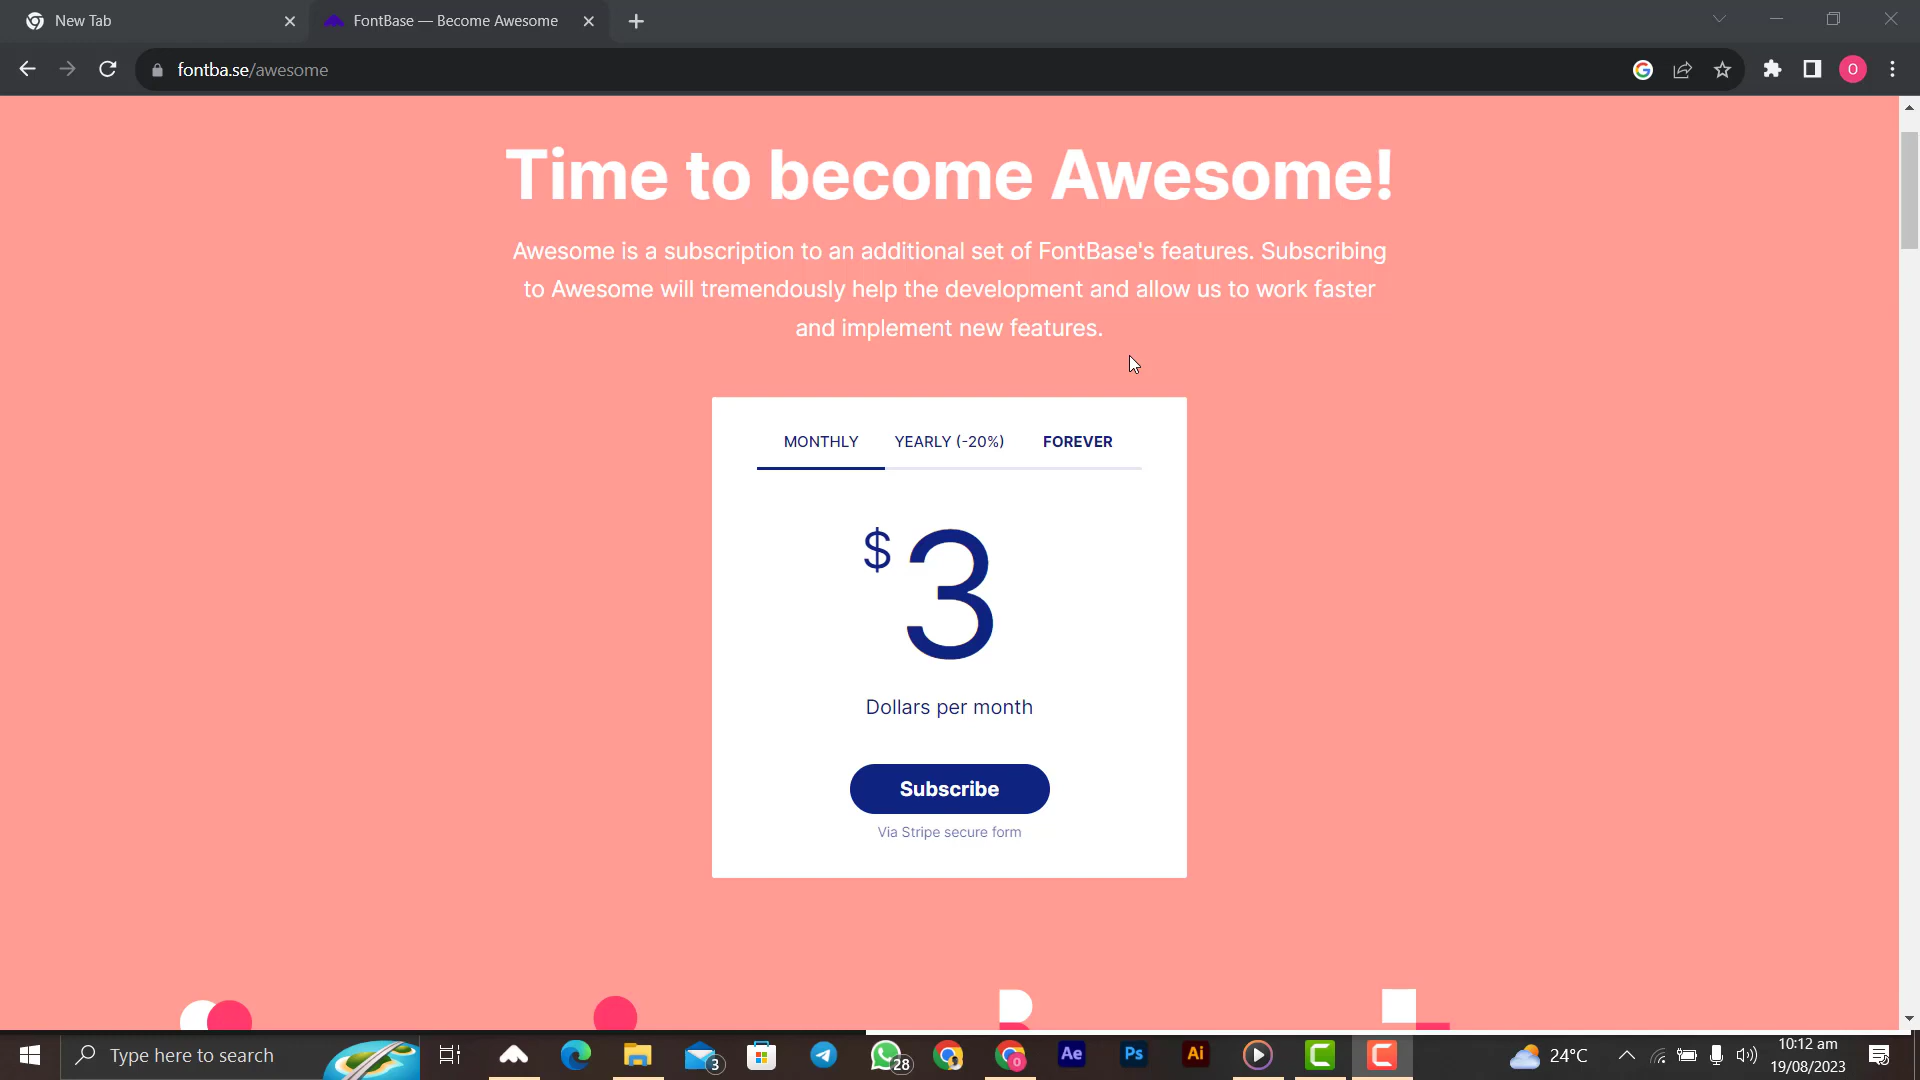 New Tab
FontBase — Become Awesome
fontba.se/awesome
O
Time to become Awesome!
Awesome is a subscription to an additional set of FontBase's features. Subscribing
to Awesome will tremendously help the development and allow us to work faster
and implement new features.
MONTHLY YEARLY (-20%) FOREVER
$3
Dollars per month
Subscribe
Via Stripe secure form
Type here to search
3
28
0
Ae
Ps
Ai
24°C
10:12 am
19/08/2023